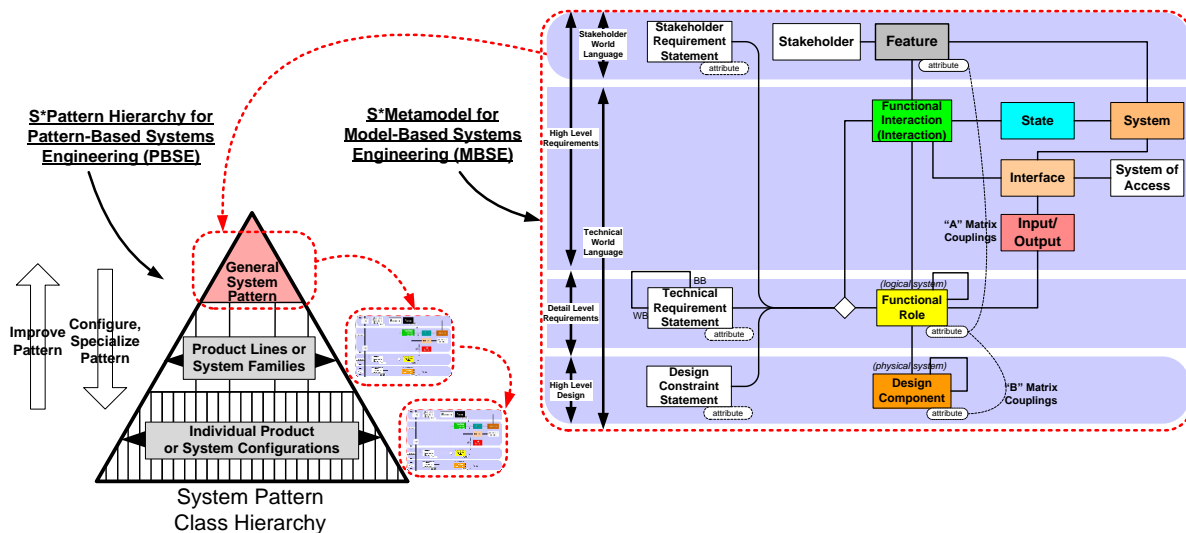 S*Pattern Hierarchy for
Pattern-Based Systems
Engineering (PBSE)
General
System
Pattern
Improve
Pattern
Configure,
Specialize
Pattern
Product Lines or
System Families
Individual Product
or System Configurations
System Pattern
Class Hierarchy
S*Metamodel for
Model-Based Systems
Engineering (MBSE)
Stakeholder
World
Language
High Level
Requirements
Technical
World
Language
Detail Level
Requirements
High Level
Design
Stakeholder
Requirement
Statement
attribute
Stakeholder
Feature
attribute
Functional
Interaction
(Interaction)
State
System
Interface
System of
Access
"A" Matrix
Couplings
Input/
Output
BB
WB
Technical
Requirement
Statement
attribute
(logical system)
Functional
Role
attribute
Design
Constraint
Statement
attribute
(physical system)
Design
Component
attribute
"B" Matrix
Couplings